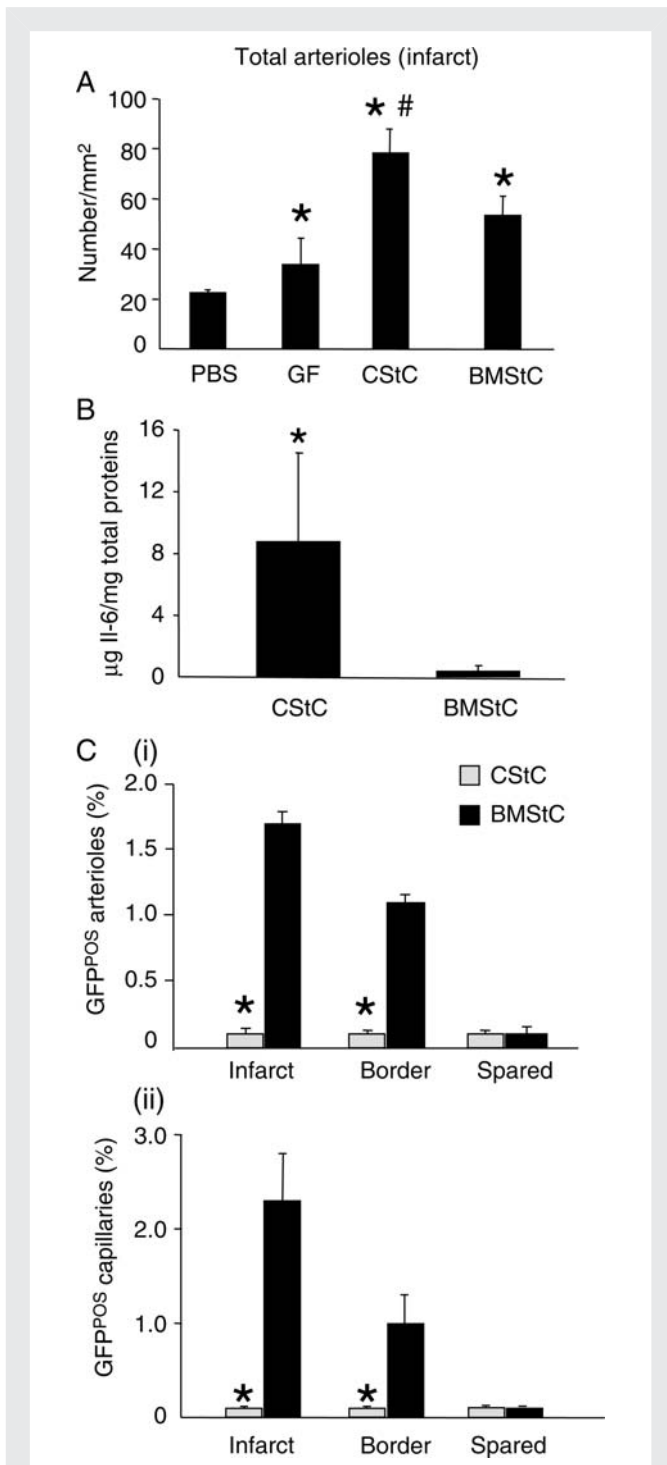 Total arterioles (infarct)
A
100
80
60
40
20
0
Number/mm²
* #
*
*
PBS GF CStC BMStC
B
16
12
8
4
0
µg Il-6/mg total proteins
*
CStC BMStC
C (i)
CStC
BMStC
2.0
1.5
1.0
0.5
0
GFPᴾᴼˢ arterioles (%)
* *
Infarct Border Spared
(ii)
3.0
2.0
1.0
0
GFPᴾᴼˢ capillaries (%)
* *
Infarct Border Spared